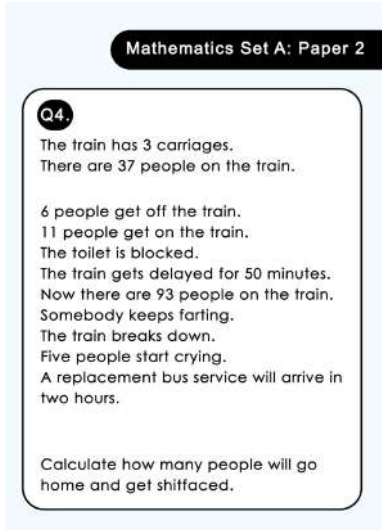 Mathematics Set A: Paper 2
Q4.
The train has 3 carriages.
There are 37 people on the train.
6 people get off the train.
11 people get on the train.
The toilet is blocked.
The train gets delayed for 50 minutes.
Now there are 93 people on the train.
Somebody keeps farting.
The train breaks down.
Five people start crying.
A replacement bus service will arrive in
two hours.
Calculate how many people will go
home and get shitfaced.